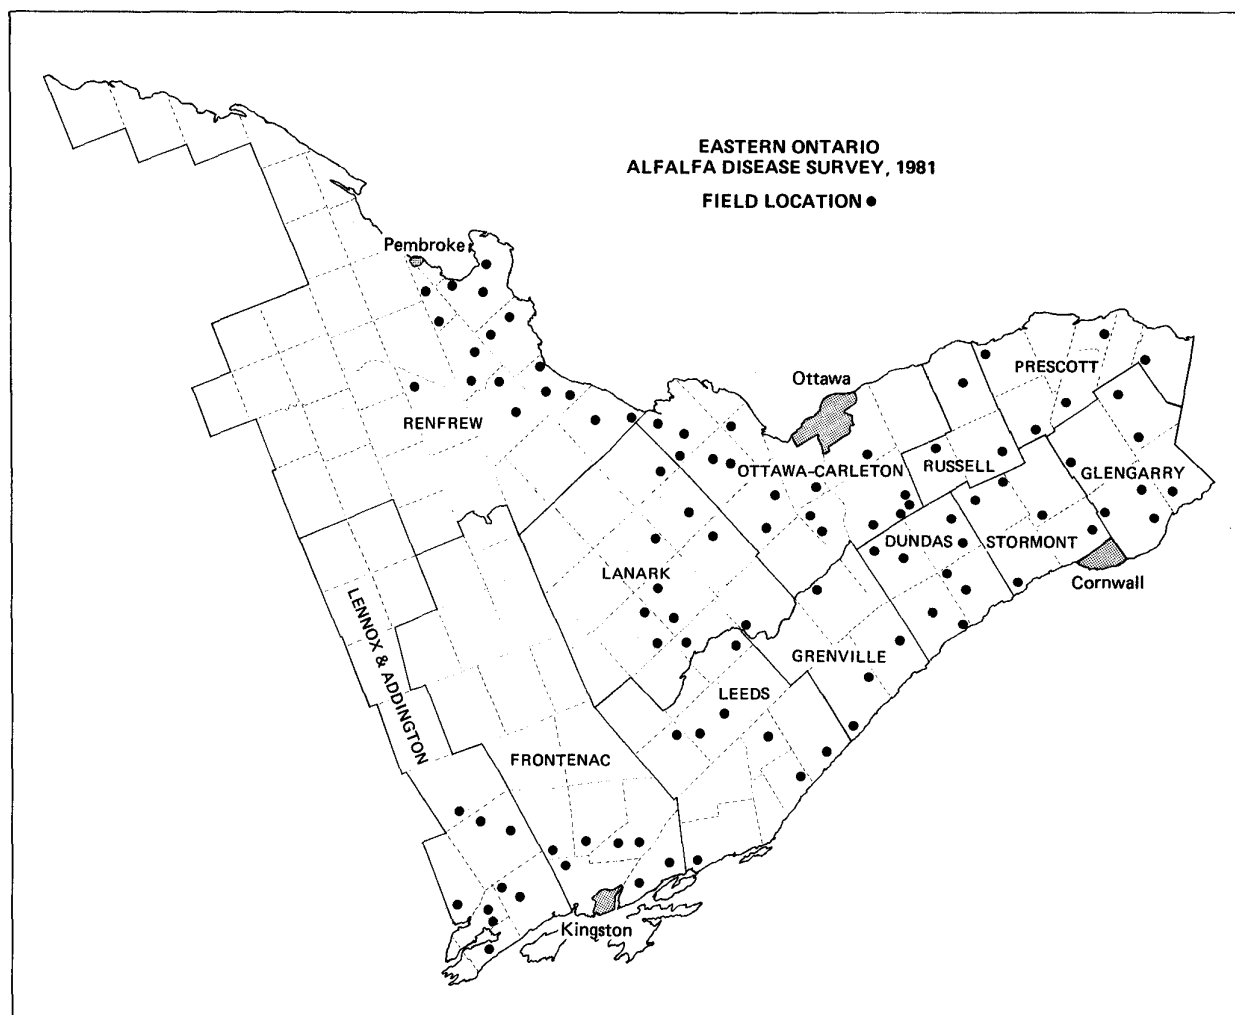 EASTERN ONTARIO
ALFALFA DISEASE SURVEY, 1981
FIELD LOCATION ●
Pembroke
Ottawa
PRESCOTT
RENFREW
OTTAWA-CARLETON
RUSSELL
GLENGARRY
DUNDAS
STORMONT
LANARK
Cornwall
LENNOX & ADDINGTON
GRENVILLE
LEEDS
FRONTENAC
Kingston